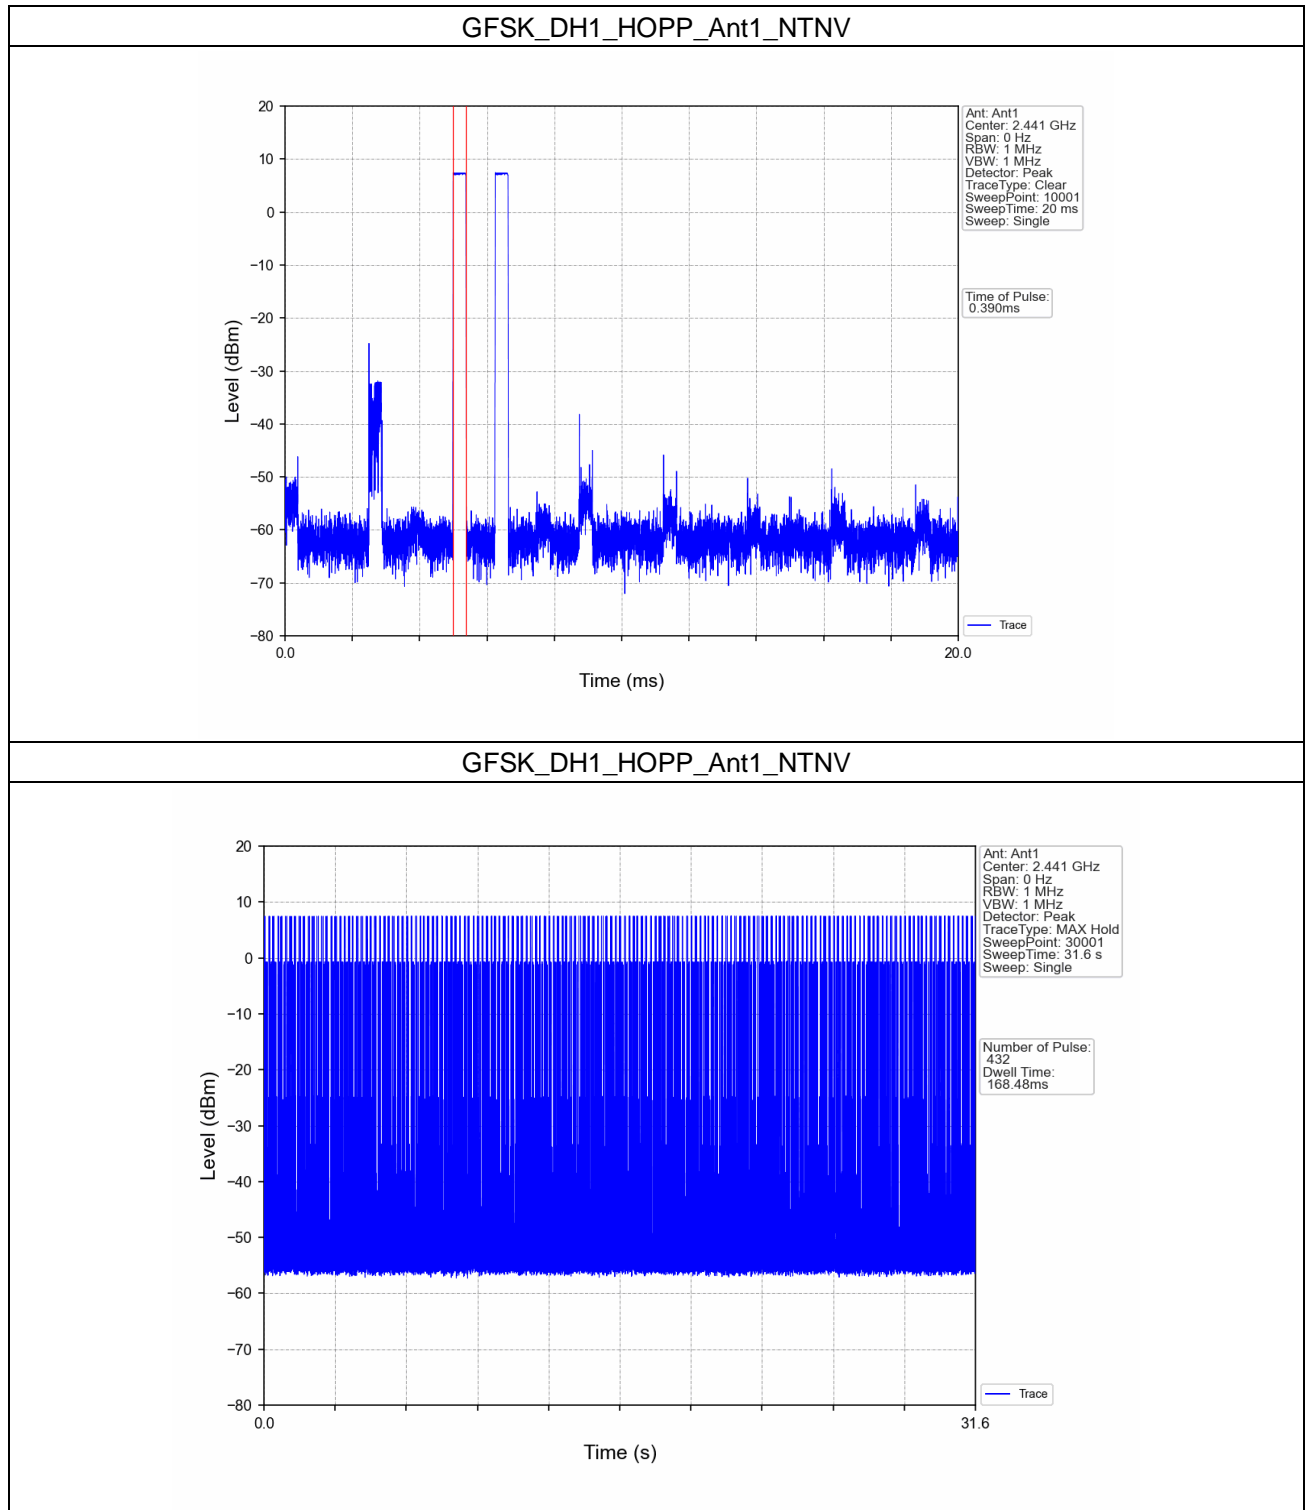 GFSK_DH1_HOPP_Ant1_NTNV
20
10
0
−10
−20
−30
−40
−50
−60
−70
−80
Level (dBm)
0.0
20.0
Time (ms)
Ant: Ant1
Center: 2.441 GHz
Span: 0 Hz
RBW: 1 MHz
VBW: 1 MHz
Detector: Peak
TraceType: Clear
SweepPoint: 10001
SweepTime: 20 ms
Sweep: Single
Time of Pulse:
0.390ms
Trace
GFSK_DH1_HOPP_Ant1_NTNV
20
10
0
−10
−20
−30
−40
−50
−60
−70
−80
Level (dBm)
0.0
31.6
Time (s)
Ant: Ant1
Center: 2.441 GHz
Span: 0 Hz
RBW: 1 MHz
VBW: 1 MHz
Detector: Peak
TraceType: MAX Hold
SweepPoint: 30001
SweepTime: 31.6 s
Sweep: Single
Number of Pulse:
432
Dwell Time:
168.48ms
Trace